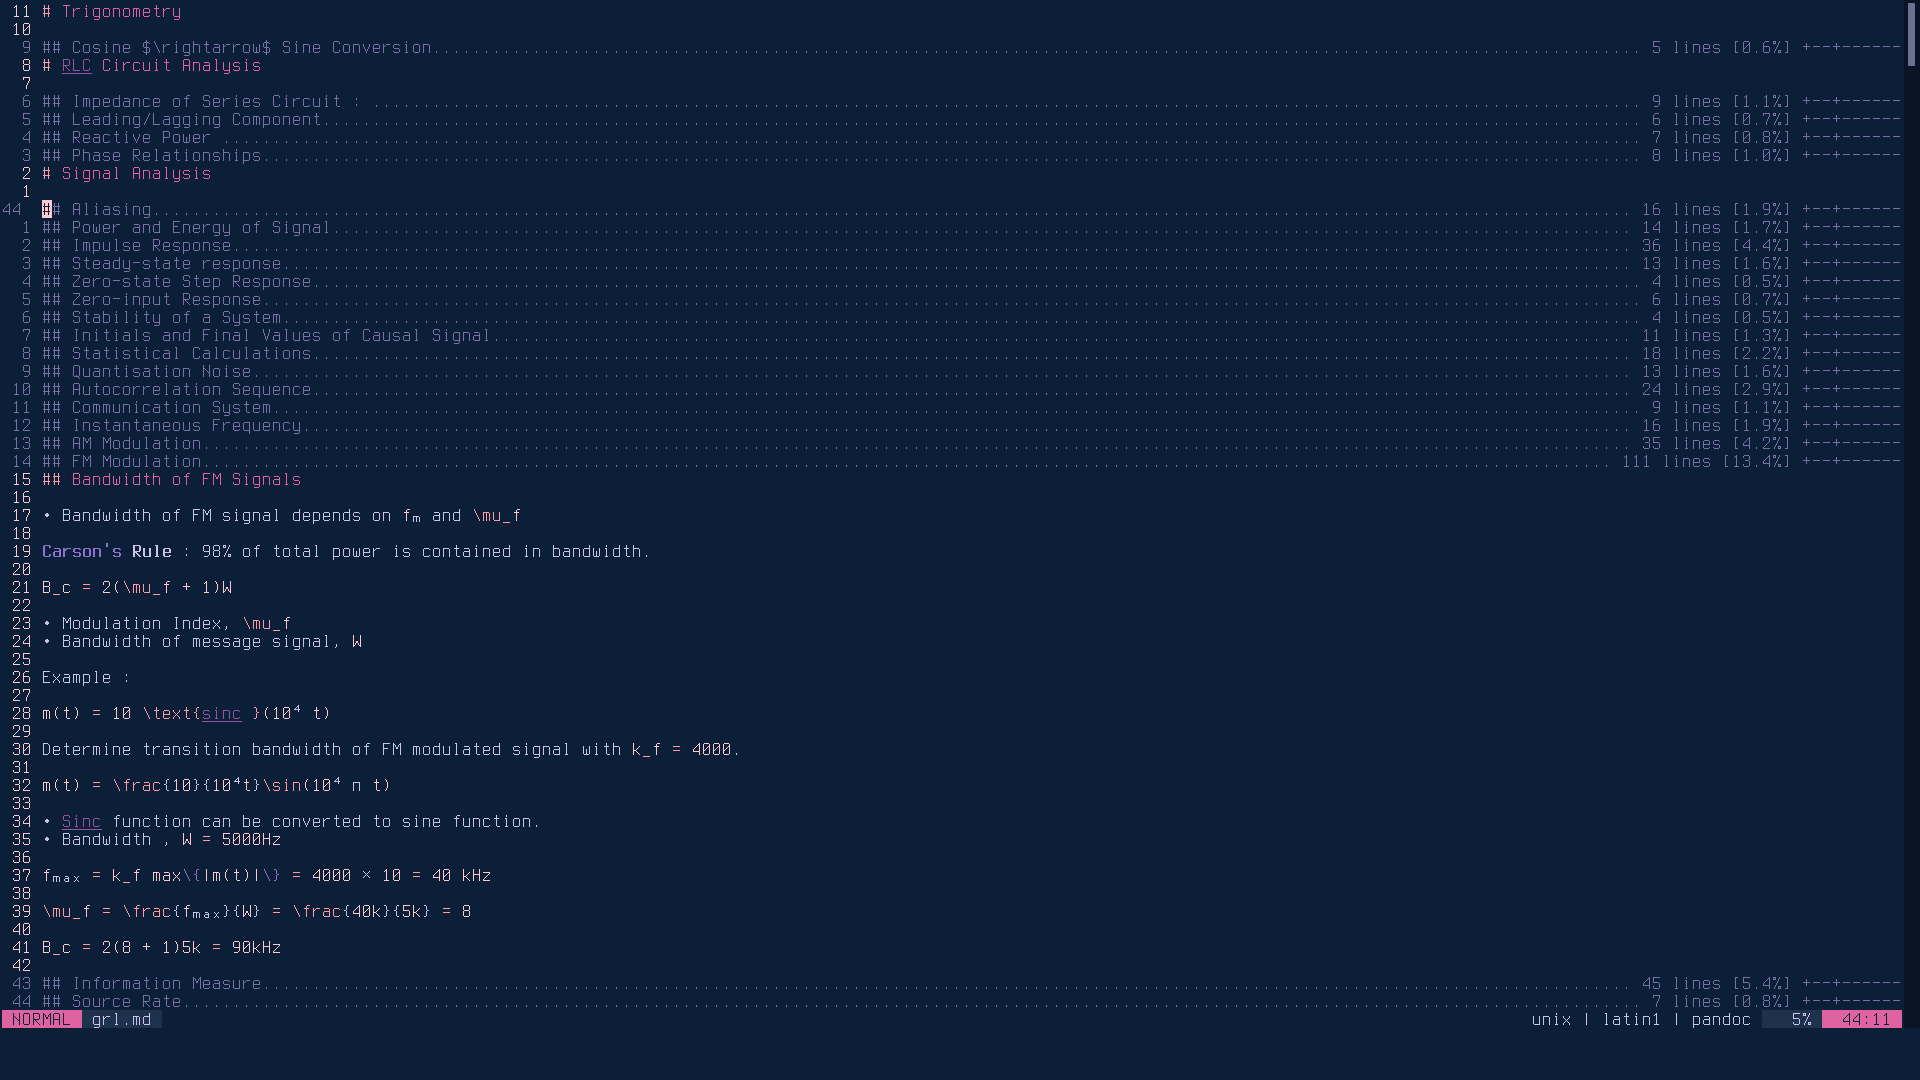 11 # Trigonometry
10
9 ## Cosine $\rightarrow$ Sine Conversion........ 5 lines [0.6%] +--+------
8 # RLC Circuit Analysis
7
6 ## Impedance of Series Circuit : ........ 9 lines [1.1%] +--+------
5 ## Leading/Lagging Component........ 6 lines [0.7%] +--+------
4 ## Reactive Power........ 7 lines [0.8%] +--+------
3 ## Phase Relationships........ 8 lines [1.0%] +--+------
2 # Signal Analysis
1
44 ## Aliasing........ 16 lines [1.9%] +--+------
1 ## Power and Energy of Signal........ 14 lines [1.7%] +--+------
2 ## Impulse Response........ 36 lines [4.4%] +--+------
3 ## Steady-state response........ 13 lines [1.6%] +--+------
4 ## Zero-state Step Response........ 4 lines [0.5%] +--+------
5 ## Zero-input Response........ 6 lines [0.7%] +--+------
6 ## Stability of a System........ 4 lines [0.5%] +--+------
7 ## Initials and Final Values of Causal Signal........ 11 lines [1.3%] +--+------
8 ## Statistical Calculations........ 18 lines [2.2%] +--+------
9 ## Quantisation Noise........ 13 lines [1.6%] +--+------
10 ## Autocorrelation Sequence........ 24 lines [2.9%] +--+------
11 ## Communication System........ 9 lines [1.1%] +--+------
12 ## Instantaneous Frequency........ 16 lines [1.9%] +--+------
13 ## AM Modulation........ 35 lines [4.2%] +--+------
14 ## FM Modulation........ 111 lines [13.4%] +--+------
15 ## Bandwidth of FM Signals
16
17 • Bandwidth of FM signal depends on fₘ and \mu_f
18
19 Carson's Rule : 98% of total power is contained in bandwidth.
20
21 B_c = 2(\mu_f + 1)W
22
23 • Modulation Index, \mu_f
24 • Bandwidth of message signal, W
25
26 Example :
27
28 m(t) = 10 \text{sinc }(10⁴ t)
29
30 Determine transition bandwidth of FM modulated signal with k_f = 4000.
31
32 m(t) = \frac{10}{10⁴t}\sin(10⁴ π t)
33
34 • Sinc function can be converted to sine function.
35 • Bandwidth , W = 5000Hz
36
37 fₘₐₓ = k_f max\{|m(t)|\} = 4000 × 10 = 40 kHz
38
39 \mu_f = \frac{fₘₐₓ}{W} = \frac{40k}{5k} = 8
40
41 B_c = 2(8 + 1)5k = 90kHz
42
43 ## Information Measure........ 45 lines [5.4%] +--+------
44 ## Source Rate........ 7 lines [0.8%] +--+------
NORMAL grl.md unix | latin1 | pandoc 5% 44:11